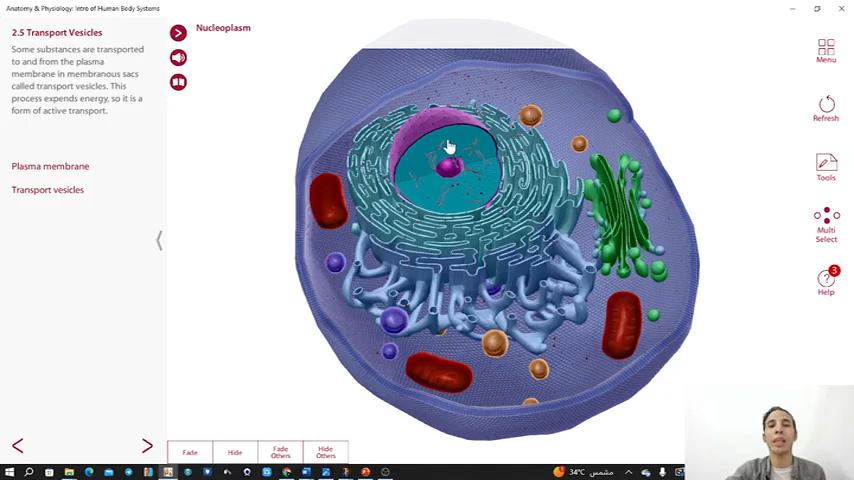 Anatomy & Physiology: Intro of Human Body Systems
2.5 Transport Vesicles
Some substances are transported
to and from the plasma
membrane in membranous sacs
called transport vesicles. This
process expends energy, so it is a
form of active transport.
Plasma membrane
Transport vesicles
Nucleoplasm
Menu
Refresh
Tools
Multi
Select
3
Help
Fade
Hide
Fade
Others
Hide
Others
34°C مشمس